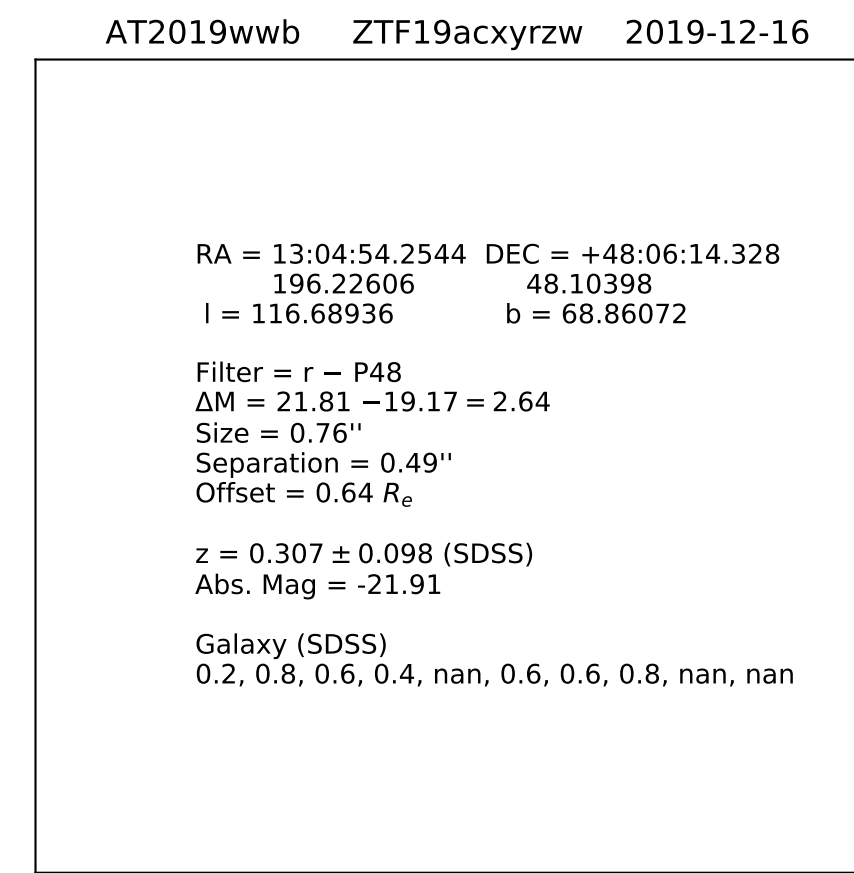 AT2019wwb ZTF19acxyrzw 2019-12-16
RA = 13:04:54.2544 DEC = +48:06:14.328
196.22606 48.10398
l = 116.68936 b = 68.86072
Filter = r − P48
ΔM = 21.81 −19.17 = 2.64
Size = 0.76''
Separation = 0.49''
Offset = 0.64 Rₑ
z = 0.307 ± 0.098 (SDSS)
Abs. Mag = -21.91
Galaxy (SDSS)
0.2, 0.8, 0.6, 0.4, nan, 0.6, 0.6, 0.8, nan, nan